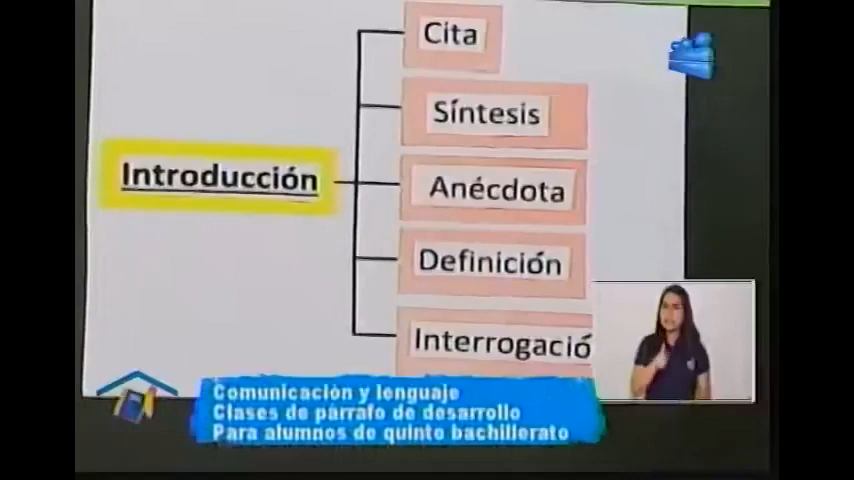 Cita
Síntesis
Introducción
Anécdota
Definición
Interrogació
Comunicación y lenguaje
Clases de párrafo de desarrollo
Para alumnos de quinto bachillerato